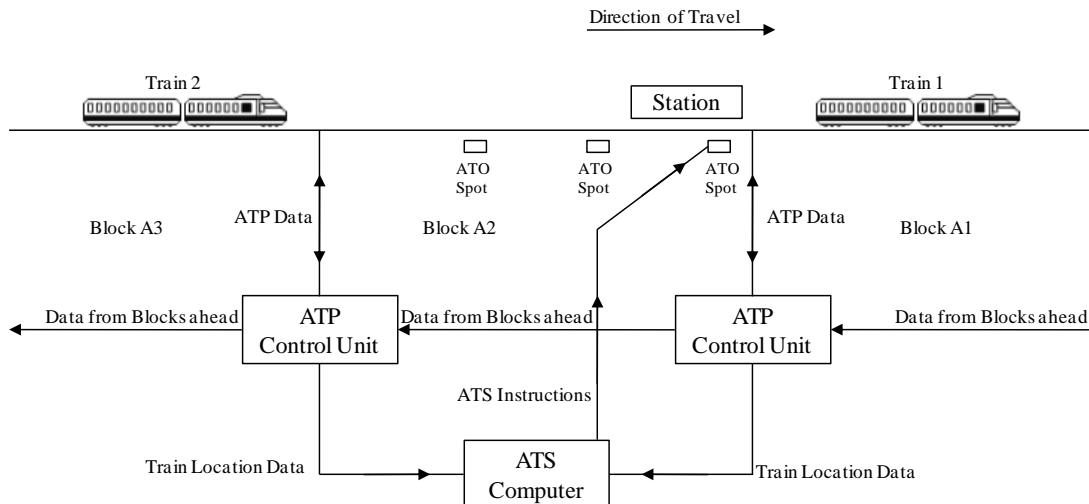 Direction of Travel
Train 2
Station
Train 1
ATO
Spot
ATO
Spot
ATO
Spot
Block A3
ATP Data
Block A2
ATP Data
Block A1
Data from Blocks ahead
ATP
Control Unit
Data from Blocks ahead
ATP
Control Unit
Data from Blocks ahead
ATS Instructions
Train Location Data
ATS
Computer
Train Location Data